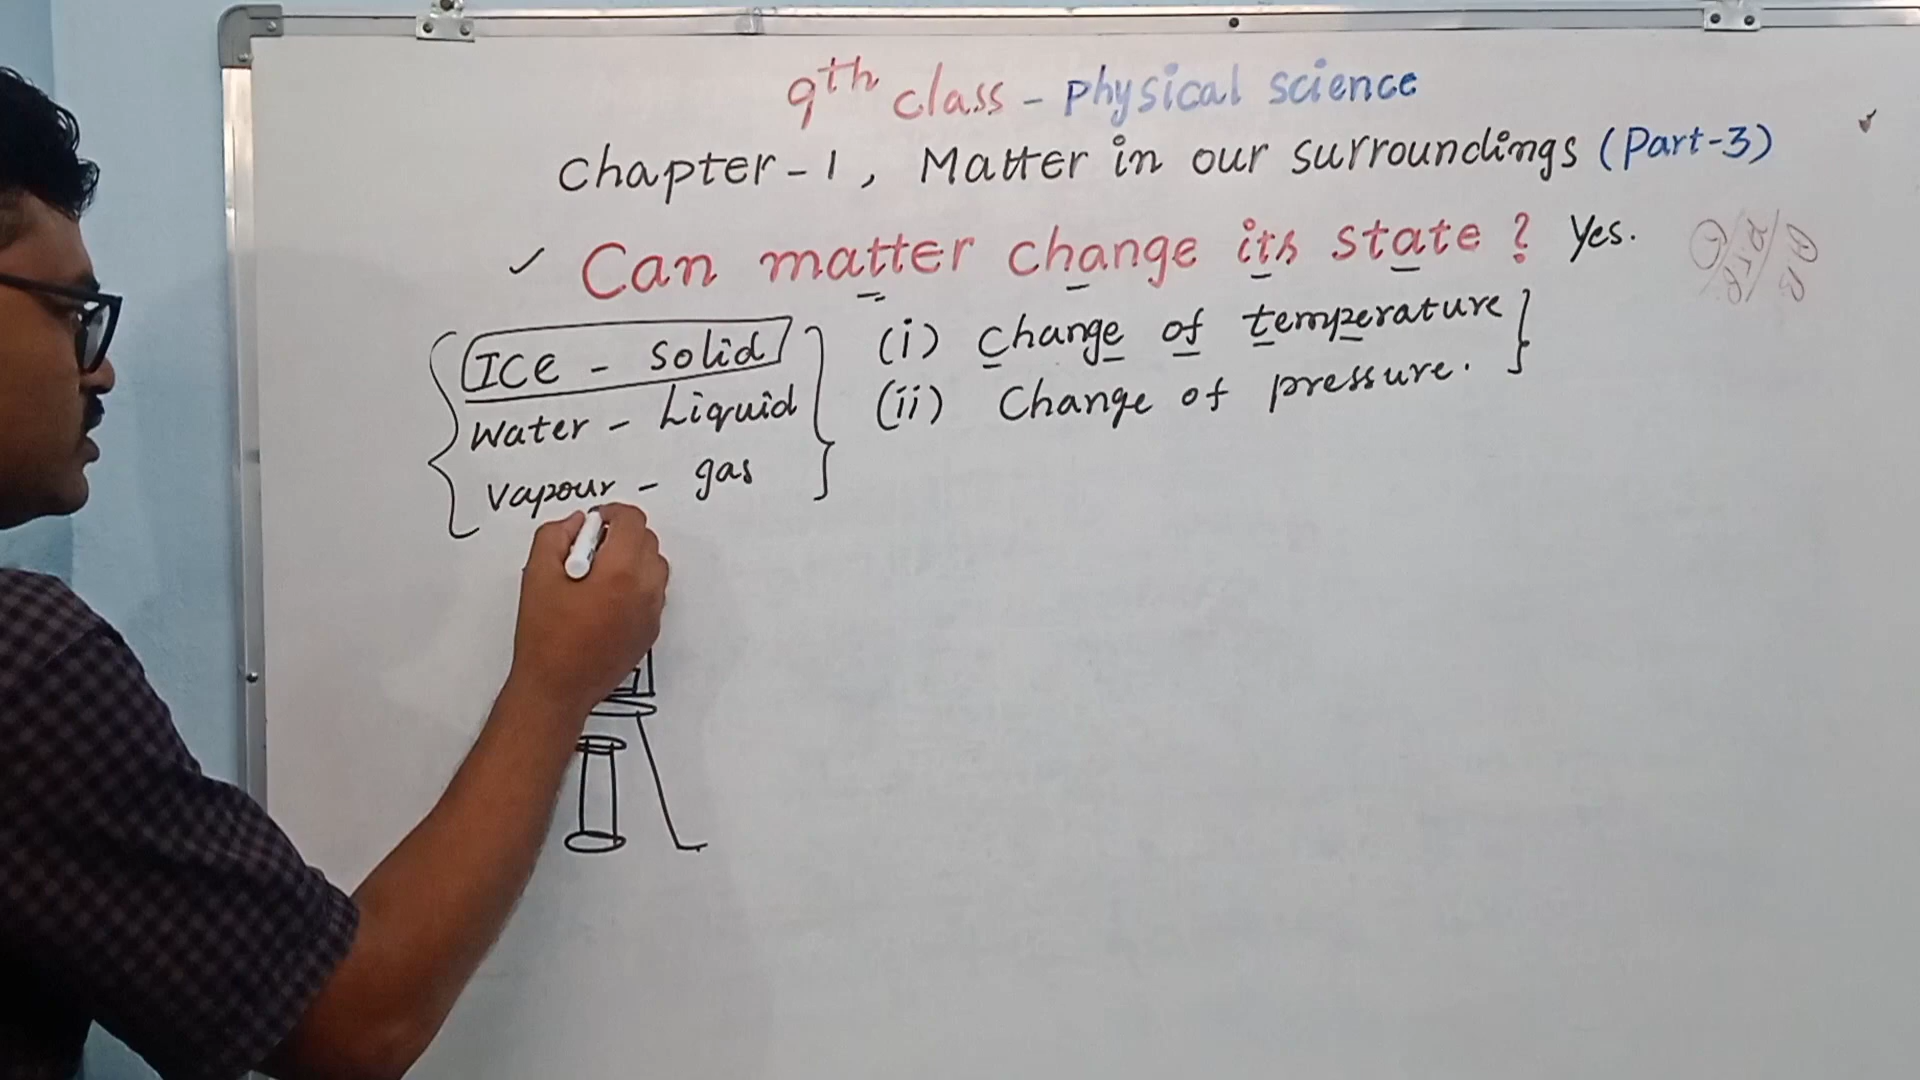 9th class - physical science
chapter - 1, Matter in our surroundings (Part-3)
✓ Can matter change its state ? Yes.
ICE - solid
water - Liquid
vapour - gas
(i) change of temperature
(ii) Change of pressure.